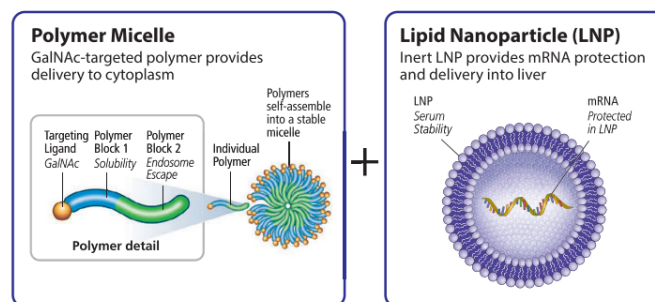 Polymer Micelle
GalNAc-targeted polymer provides
delivery to cytoplasm
Targeting
Ligand
GalNAc
Polymer
Block 1
Solubility
Polymer
Block 2
Endosome
Escape
Polymer detail
Individual
Polymer
Polymers
self-assemble
into a stable
micelle
+
Lipid Nanoparticle (LNP)
Inert LNP provides mRNA protection
and delivery into liver
LNP
Serum
Stability
mRNA
Protected
in LNP